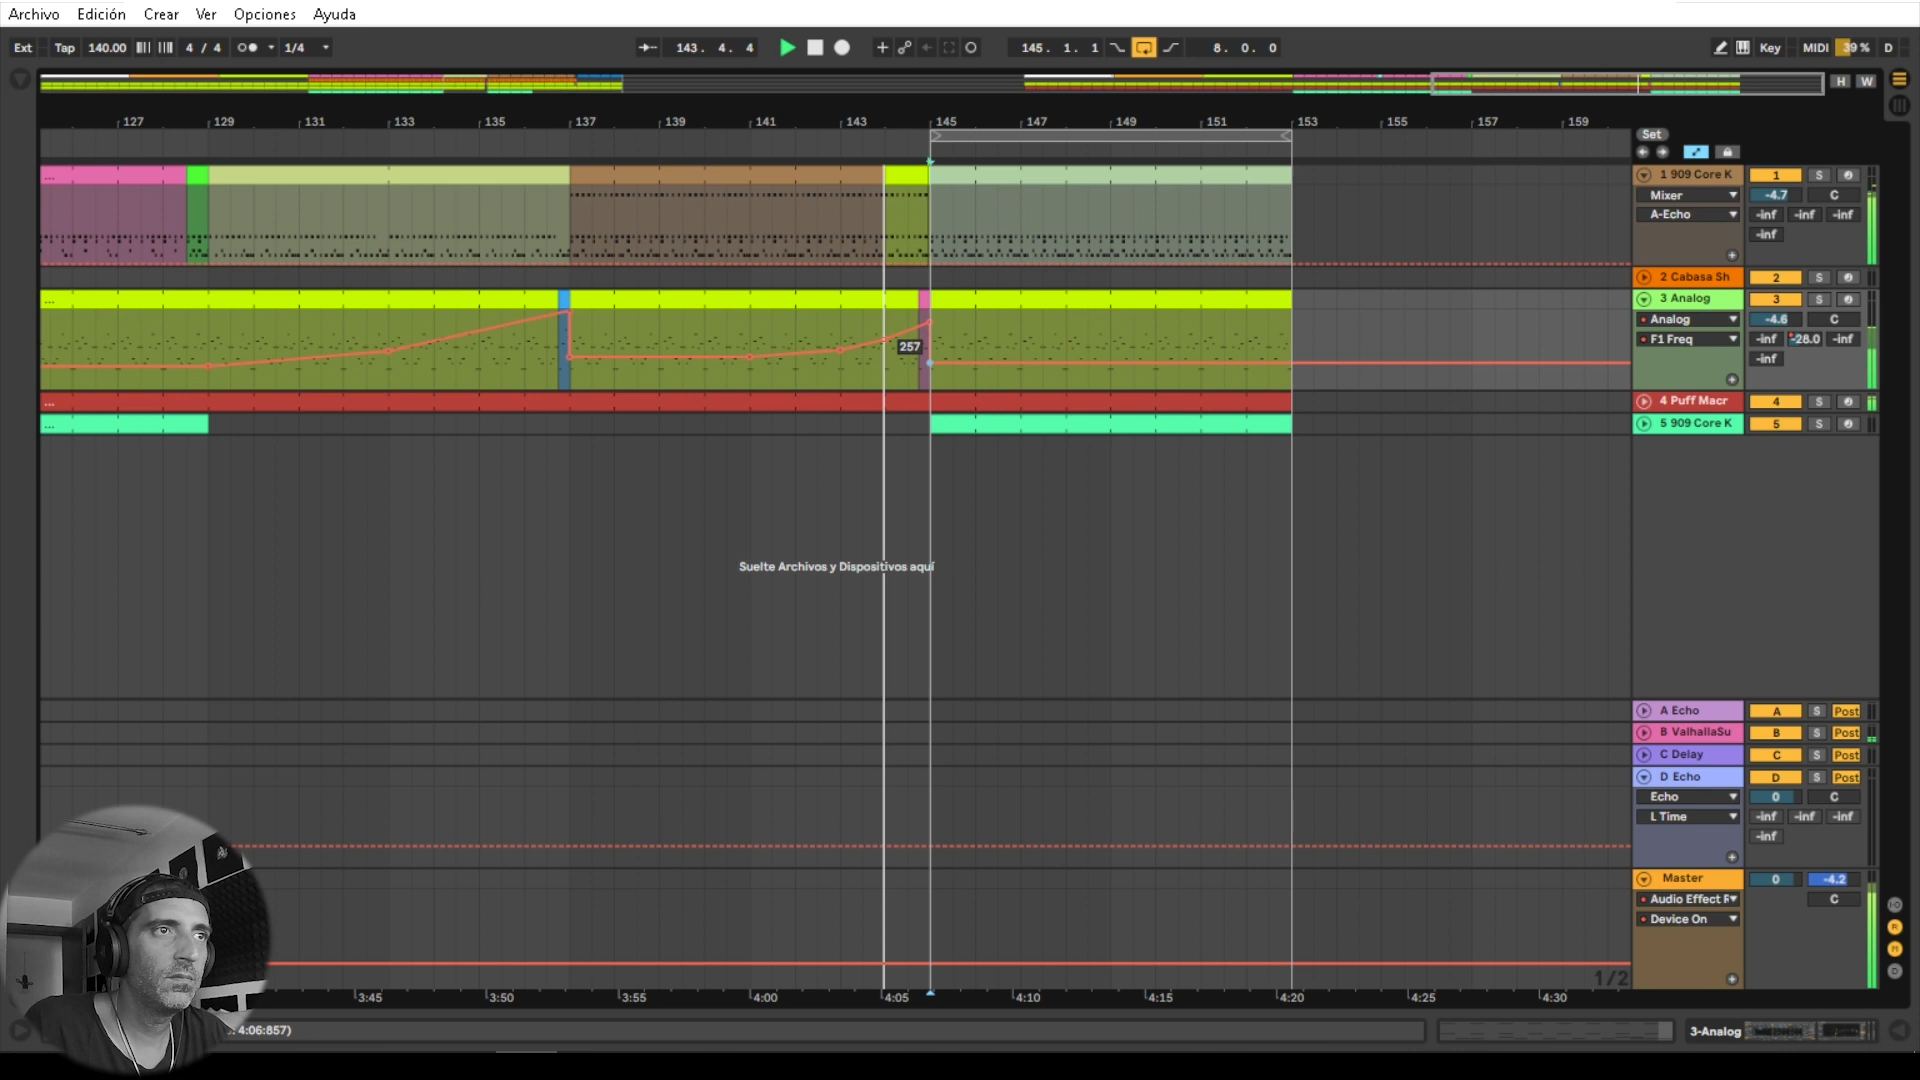 Archivo Edición Crear Ver Opciones Ayuda
Ext Tap 140.00 4 / 4 1/4 143. 4. 4 145. 1. 1 8. 0. 0 Key MIDI 39 % D
H W
127 129 131 133 135 137 139 141 143 145 147 149 151 153 155 157 159
Set
... 1 909 Core K 1 S
Mixer -4.7 C
A-Echo -inf -inf -inf
-inf
2 Cabasa Sh 2 S
... 3 Analog 3 S
Analog -4.6 C
257 F1 Freq -inf -28.0 -inf
-inf
... 4 Puff Macr 4 S
... 5 909 Core K 5 S
Suelte Archivos y Dispositivos aquí
A Echo A S Post
B ValhallaSu B S Post
C Delay C S Post
D Echo D S Post
Echo 0 C
L Time -inf -inf -inf
-inf
Master 0 -4.2
Audio Effect R C
Device On
1/2
3:45 3:50 3:55 4:00 4:05 4:10 4:15 4:20 4:25 4:30
4:06:857) 3-Analog